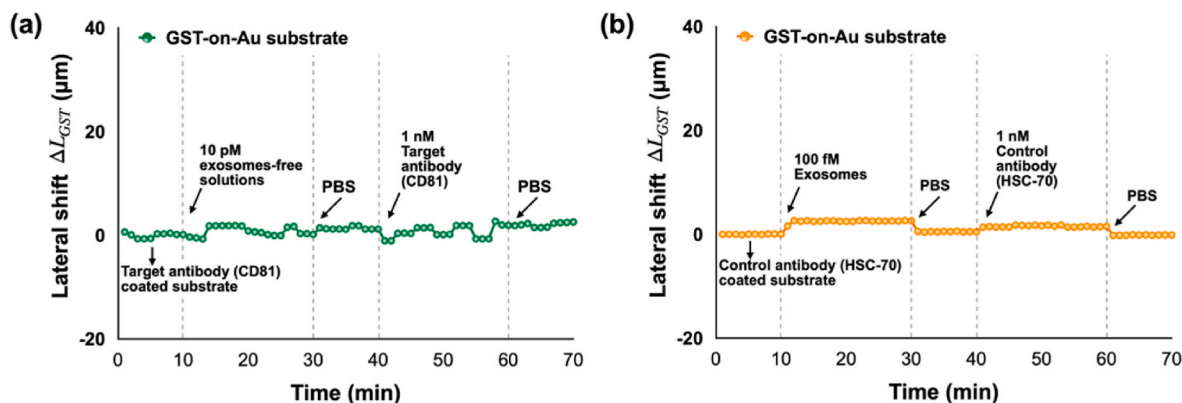 (a)
GST-on-Au substrate
Lateral shift ΔL_GST (µm)
40
20
0
-20
10 pM
exosomes-free
solutions
PBS
1 nM
Target
antibody
(CD81)
PBS
Target antibody (CD81)
coated substrate
0 10 20 30 40 50 60 70
Time (min)
(b)
GST-on-Au substrate
Lateral shift ΔL_GST (µm)
40
20
0
-20
100 fM
Exosomes
PBS
1 nM
Control
antibody
(HSC-70)
PBS
Control antibody (HSC-70)
coated substrate
0 10 20 30 40 50 60 70
Time (min)